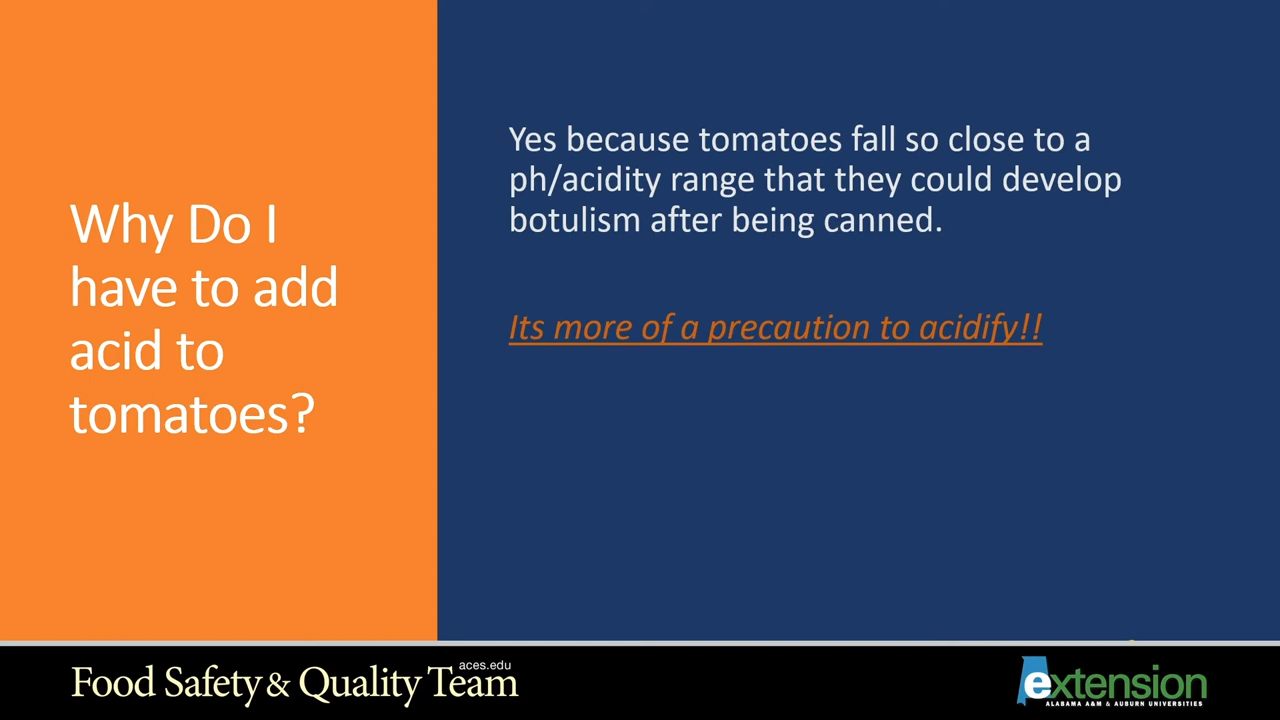 Why Do I
have to add
acid to
tomatoes?
Yes because tomatoes fall so close to a
ph/acidity range that they could develop
botulism after being canned.
Its more of a precaution to acidify!!
aces.edu
Food Safety & Quality Team
extension
ALABAMA A&M & AUBURN UNIVERSITIES